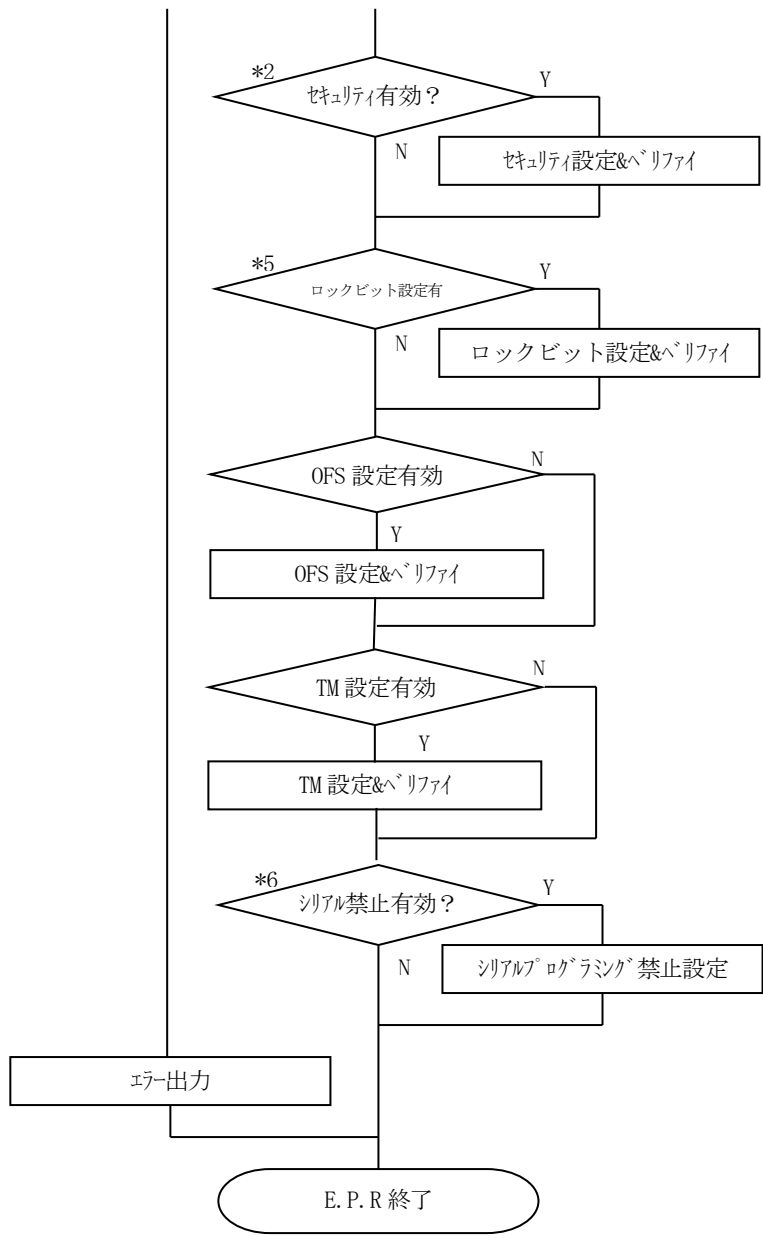 *2
セキュリティ有効？
Y
N
セキュリティ設定&ベリファイ
*5
ロックビット設定有
Y
N
ロックビット設定&ベリファイ
OFS 設定有効
N
Y
OFS 設定&ベリファイ
TM 設定有効
N
Y
TM 設定&ベリファイ
*6
シリアル禁止有効？
Y
N
シリアルプログラミング禁止設定
エラー出力
E.P.R 終了